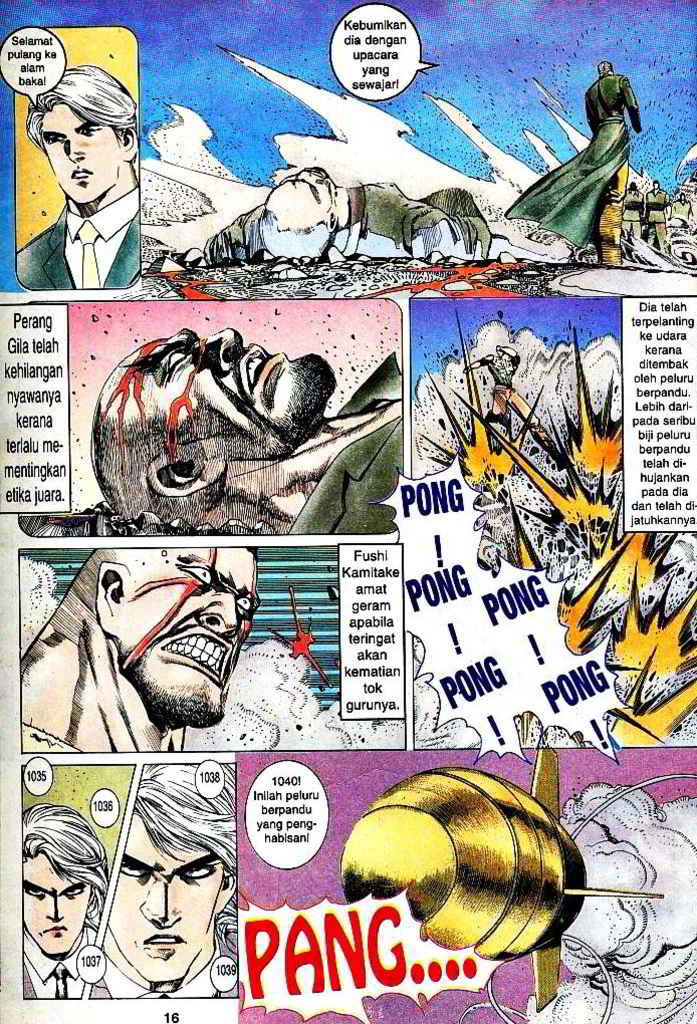 Selamat
pulang ke
alam
baka!
Kebumikan
dia dengan
upacara
yang
sewajar!
Perang
Gila telah
kehilangan
nyawanya
kerana
terlalu me-
mentingkan
etika juara.
Dia telah
terpelanting
ke udara
kerana
ditembak
oleh peluru
berpandu.
Lebih dari-
pada seribu
biji peluru
berpandu
telah di-
hujankan
pada dia
dan telah di-
jatuhkannya.
PONG
!
PONG
!
PONG
!
PONG
!
PONG
!
Fushi
Kamitake
amat
geram
apabila
teringat
akan
kematian
tok
gurunya.
1035
1036
1037
1038
1039
1040!
Inilah peluru
berpandu
yang peng-
habisan!
PANG....
16